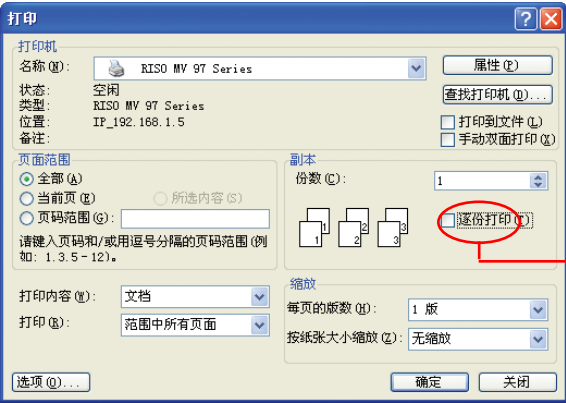 打印
打印机
名称(N): RISO MV 97 Series 属性(P)
状态: 空闲 查找打印机(D)...
类型: RISO MV 97 Series
位置: IP_192.168.1.5 打印到文件(L)
备注: 手动双面打印(X)
页面范围
全部(A)
当前页(E) 所选内容(S)
页码范围(G):
请键入页码和/或用逗号分隔的页码范围(例
如: 1.3.5-12)。
副本
份数(C): 1
逐份打印(T)
1 1 2 2 3 3
打印内容(W): 文档
打印(R): 范围中所有页面
缩放
每页的版数(H): 1 版
按纸张大小缩放(Z): 无缩放
选项(O)... 确定 关闭